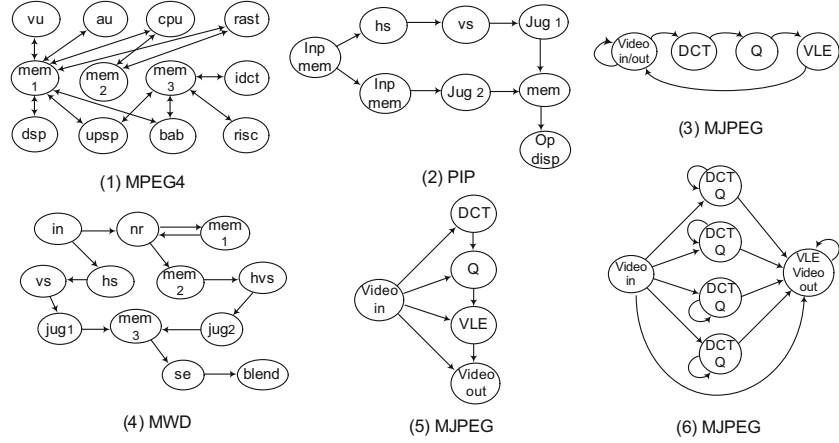 vu
au
cpu
rast
mem
1
mem
2
mem
3
idct
dsp
upsp
bab
risc
(1) MPEG4
Inp
mem
hs
vs
Jug 1
Inp
mem
Jug 2
mem
Op
disp
(2) PIP
Video
in/out
DCT
Q
VLE
(3) MJPEG
in
nr
mem
1
vs
hs
mem
2
hvs
jug1
mem
3
jug2
se
blend
(4) MWD
DCT
Q
Video
in
VLE
Video
out
(5) MJPEG
DCT
Q
DCT
Q
Video
in
DCT
Q
VLE
Video
out
DCT
Q
(6) MJPEG